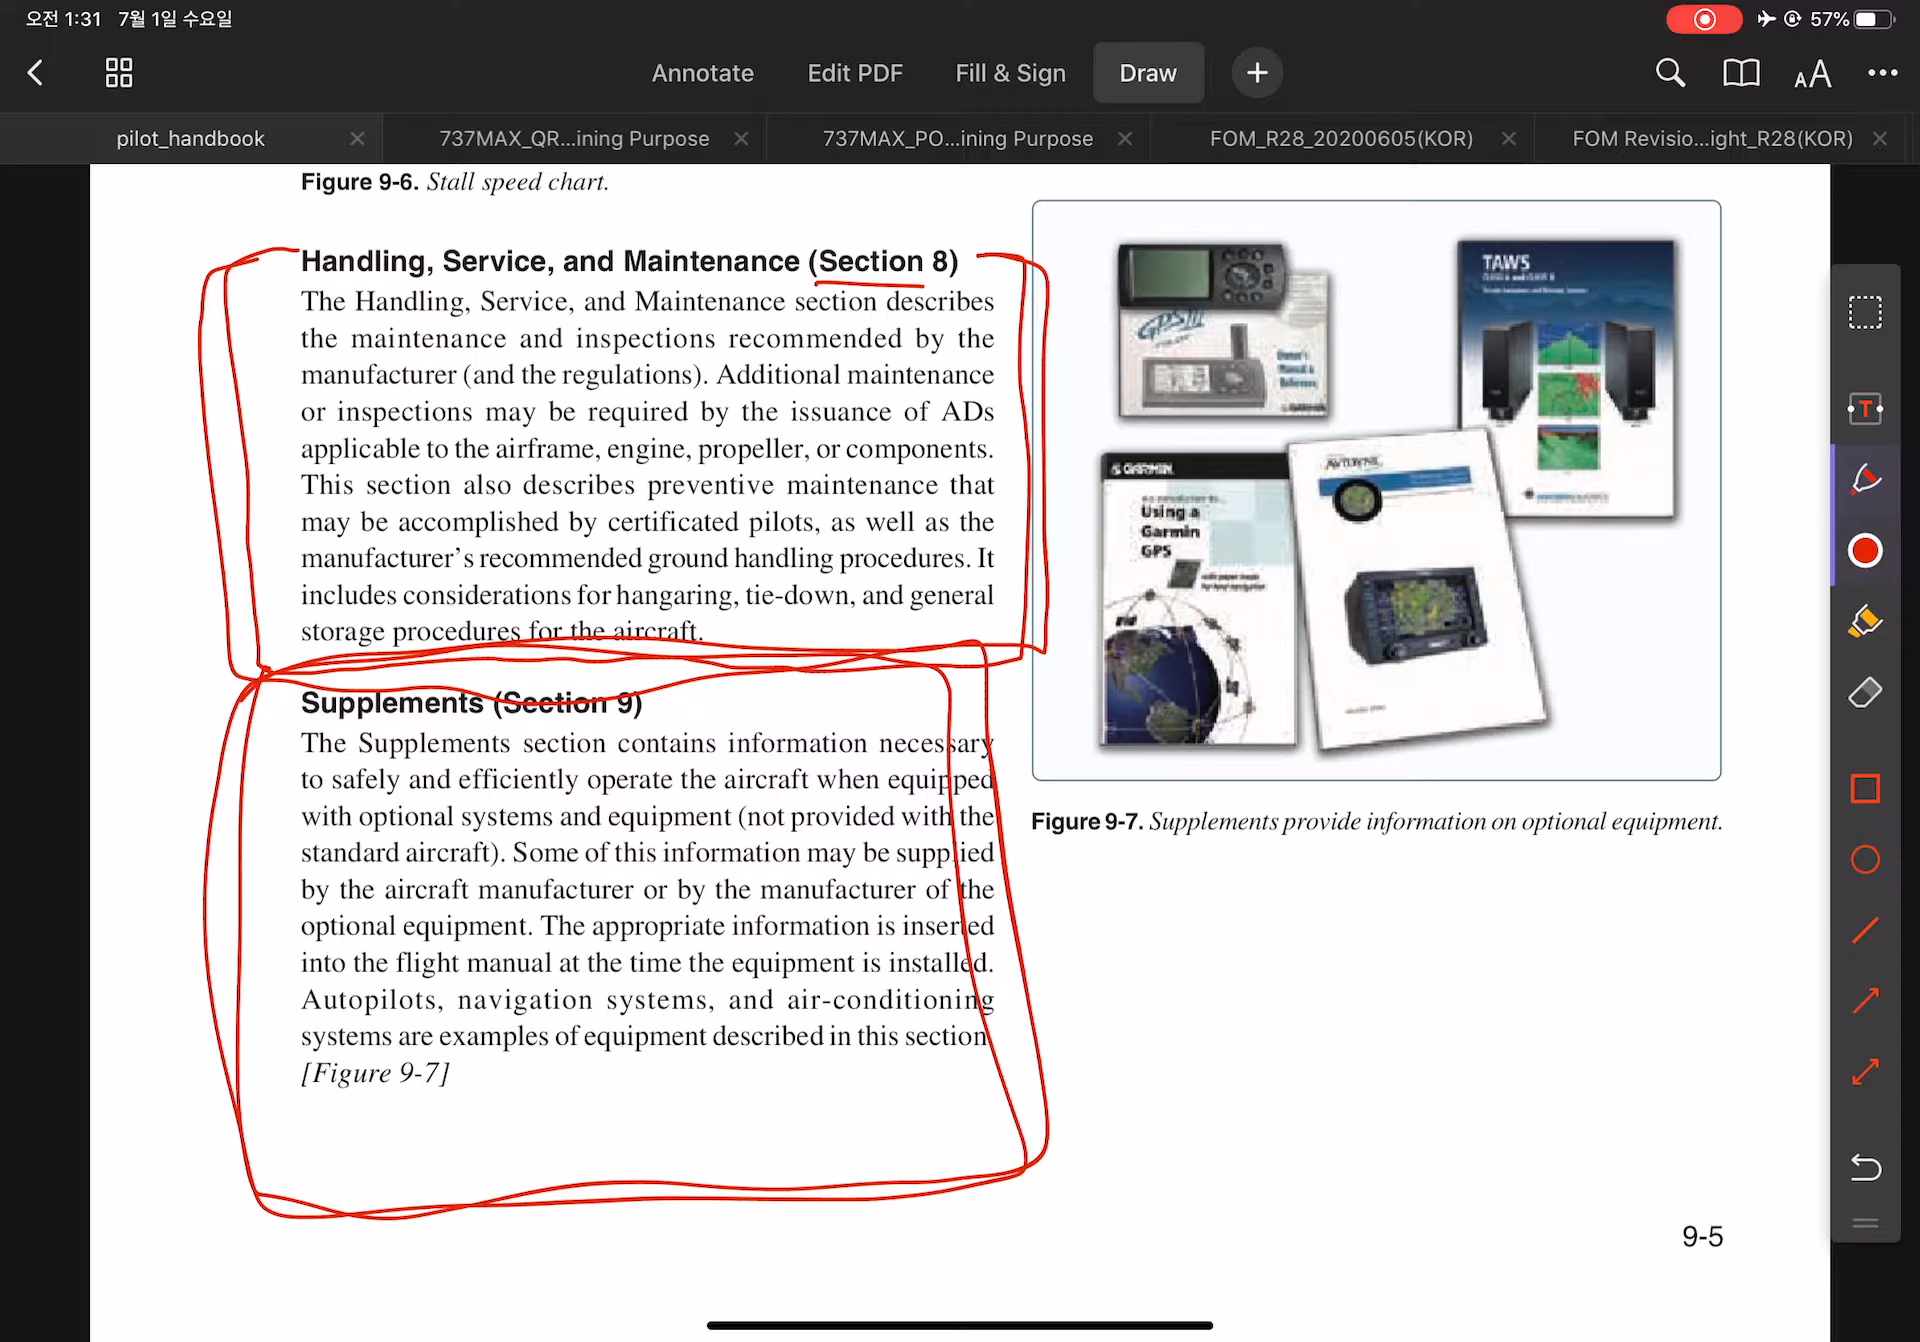 오전 1:31 7월 1일 수요일
57%
Annotate Edit PDF Fill & Sign Draw
AA
pilot_handbook
737MAX_QR...ining Purpose
737MAX_PO...ining Purpose
FOM_R28_20200605(KOR)
FOM Revisio...ight_R28(KOR)
Figure 9-6. Stall speed chart.
Handling, Service, and Maintenance (Section 8)
The Handling, Service, and Maintenance section describes
the maintenance and inspections recommended by the
manufacturer (and the regulations). Additional maintenance
or inspections may be required by the issuance of ADs
applicable to the airframe, engine, propeller, or components.
This section also describes preventive maintenance that
may be accomplished by certificated pilots, as well as the
manufacturer’s recommended ground handling procedures. It
includes considerations for hangaring, tie-down, and general
storage procedures for the aircraft.
Supplements (Section 9)
The Supplements section contains information necessary
to safely and efficiently operate the aircraft when equipped
with optional systems and equipment (not provided with the
standard aircraft). Some of this information may be supplied
by the aircraft manufacturer or by the manufacturer of the
optional equipment. The appropriate information is inserted
into the flight manual at the time the equipment is installed.
Autopilots, navigation systems, and air-conditioning
systems are examples of equipment described in this section.
[Figure 9-7]
GPS III
Owner's
Manual &
Reference
GARMIN
TAWS
GARMIN
Using a
Garmin
GPS
AVIDYNE
Figure 9-7. Supplements provide information on optional equipment.
T
9-5